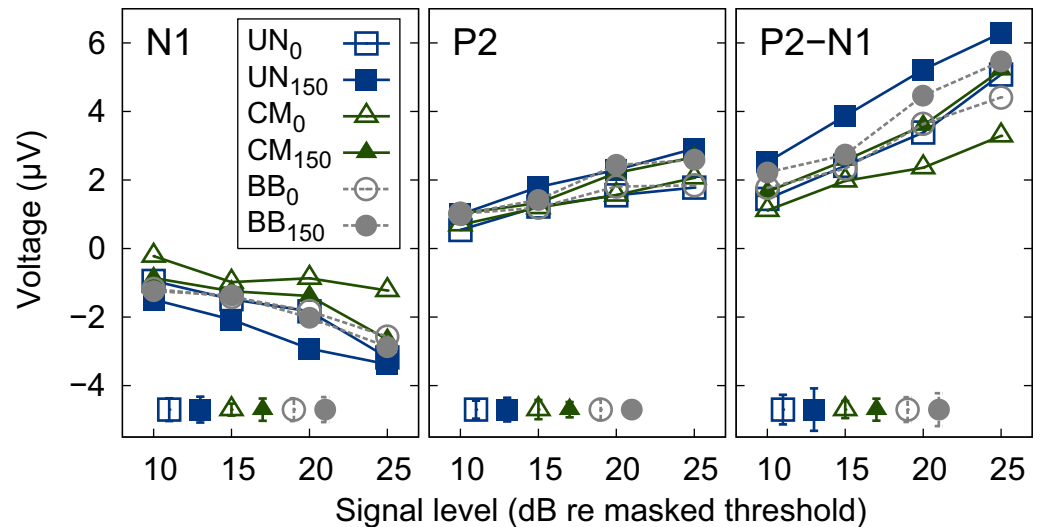 N1
P2
P2−N1
UN0
UN150
CM0
CM150
BB0
BB150
Voltage (μV)
6
4
2
0
−2
−4
10 15 20 25 10 15 20 25 10 15 20 25
Signal level (dB re masked threshold)